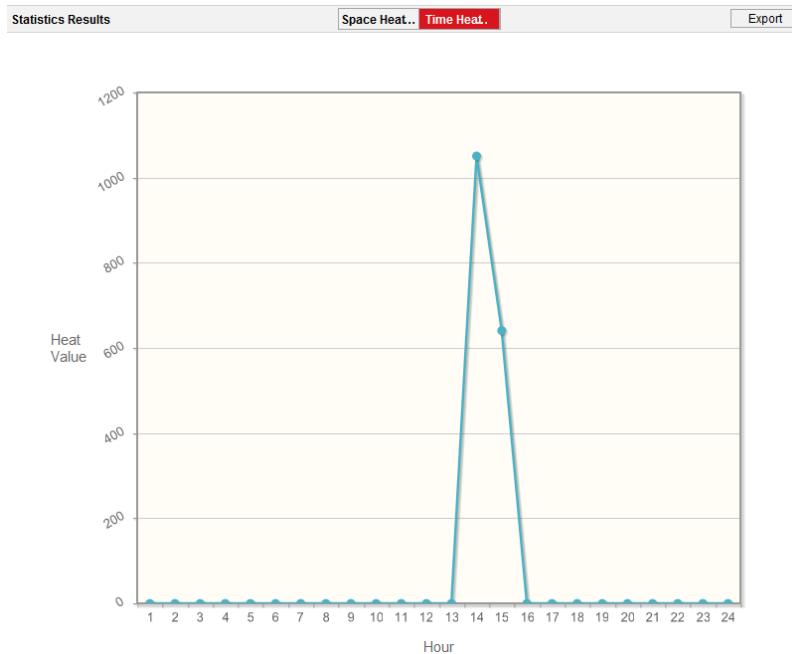 Statistics Results Space Heat... Time Heat.. Export
1200
1000
800
Heat
Value
600
400
200
0
1 2 3 4 5 6 7 8 9 10 11 12 13 14 15 16 17 18 19 20 21 22 23 24
Hour